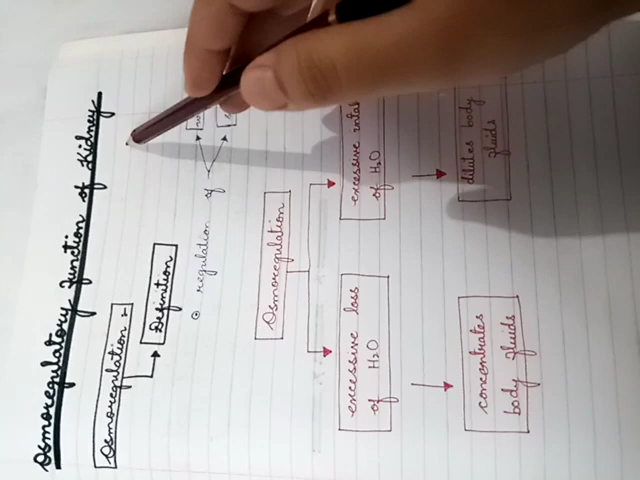 Osmoregulatory Function of Kidney
Osmoregulation :-
Definition
regulation of
Osmoregulation
excessive loss
of H2O
excessive
of H2O
concentrates
body fluids
dilutes body
fluids